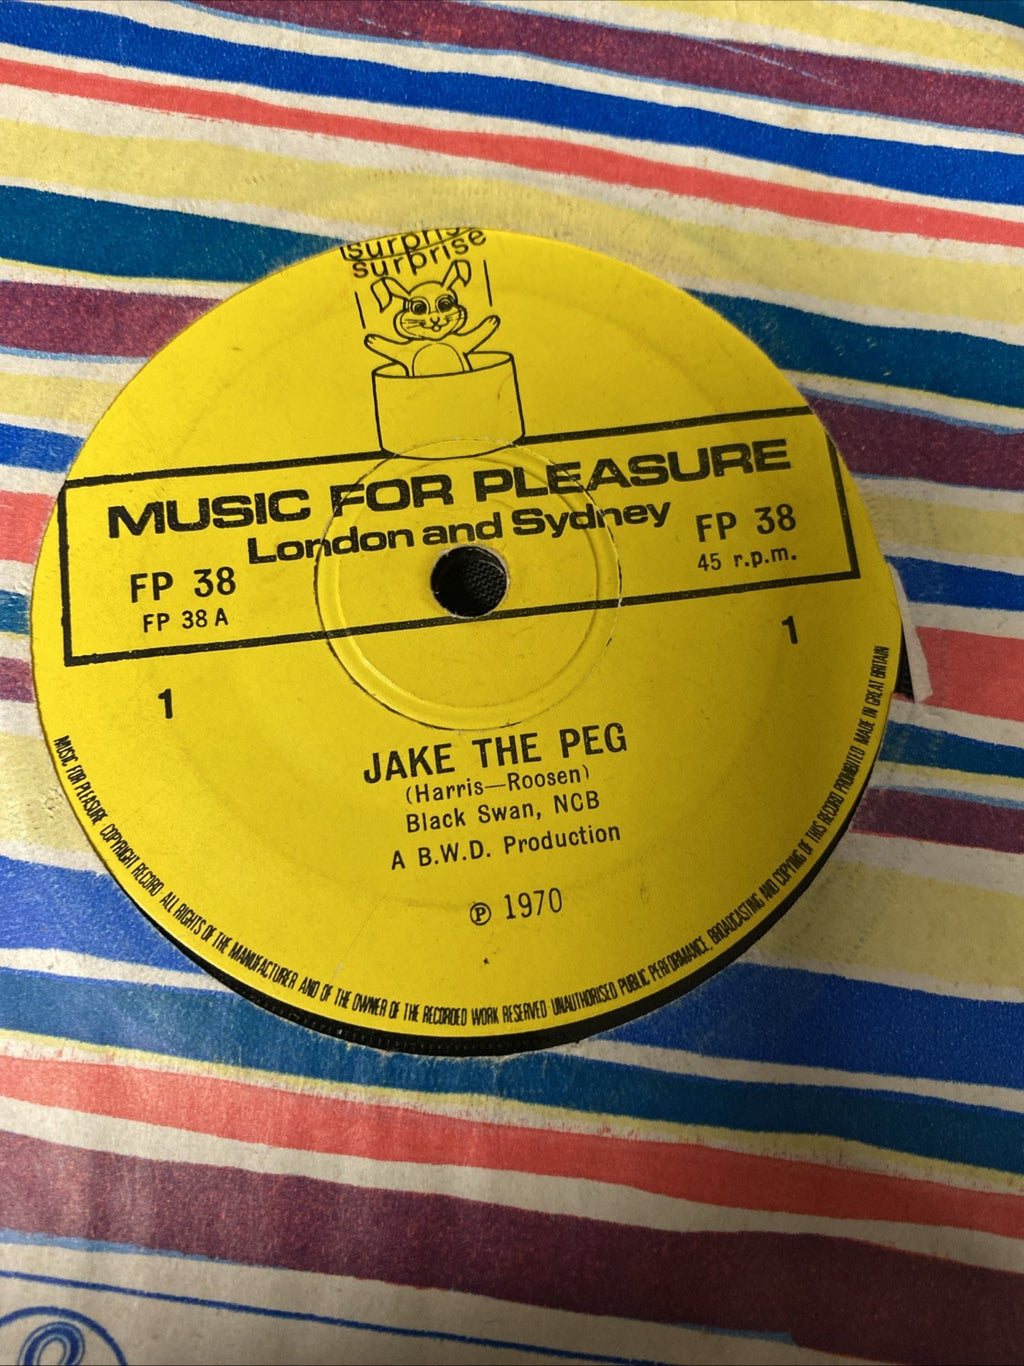 surprise
surprise
MUSIC FOR PLEASURE
London and Sydney
FP 38
FP 38 A
FP 38
45 r.p.m.
1
1
JAKE THE PEG
(Harris—Roosen)
Black Swan, NCB
A B.W.D. Production
℗ 1970
MUSIC FOR PLEASURE COPYRIGHT RECORD ALL RIGHTS OF THE MANUFACTURER AND OF THE OWNER OF THE RECORDED WORK RESERVED UNAUTHORISED PUBLIC PERFORMANCE, BROADCASTING AND COPYING OF THIS RECORD PROHIBITED MADE IN GREAT BRITAIN